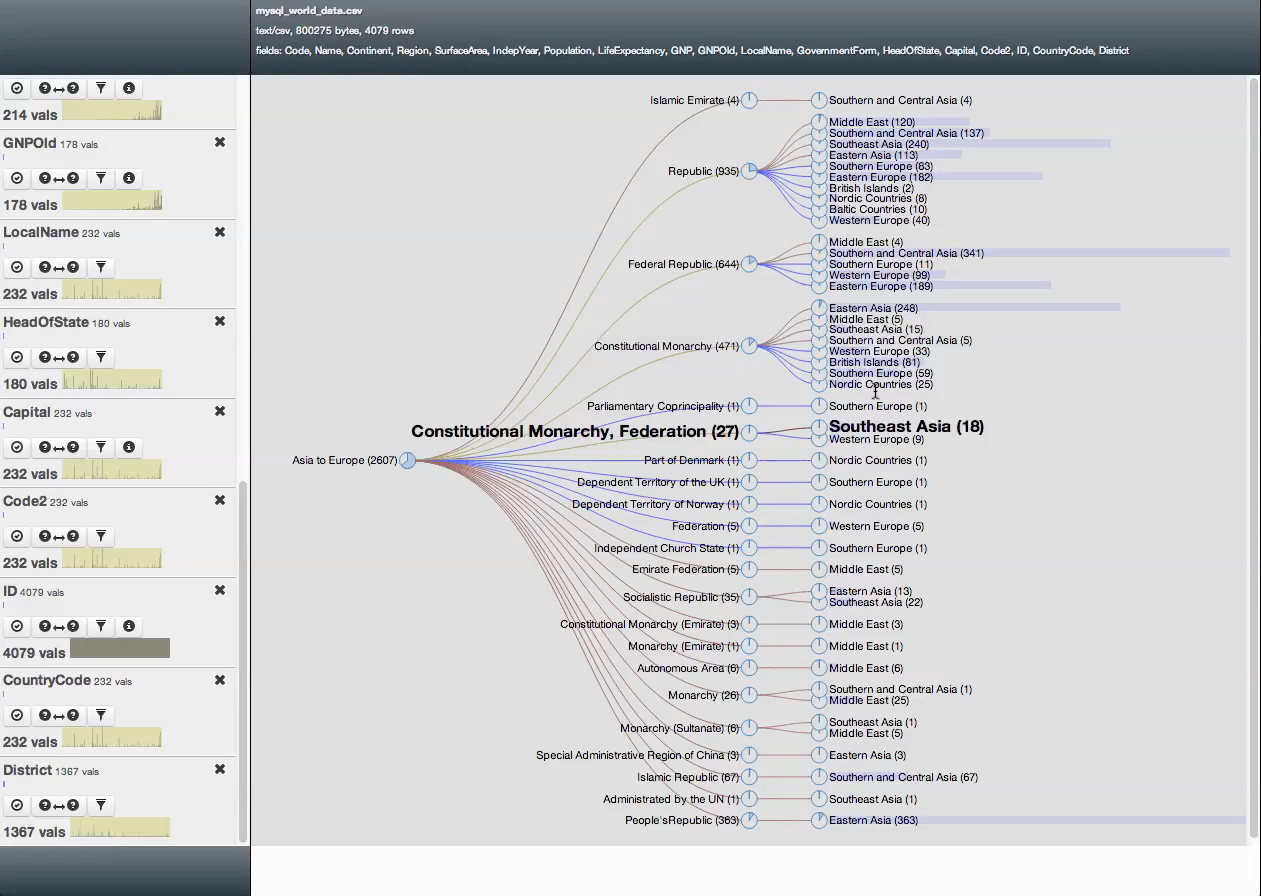 mysql_world_data.csv
text/csv, 800275 bytes, 4079 rows
fields: Code, Name, Continent, Region, SurfaceArea, IndepYear, Population, LifeExpectancy, GNP, GNPOld, LocalName, GovernmentForm, HeadOfState, Capital, Code2, ID, CountryCode, District
214 vals
GNPOld 178 vals
178 vals
LocalName 232 vals
232 vals
HeadOfState 180 vals
180 vals
Capital 232 vals
232 vals
Code2 232 vals
232 vals
ID 4079 vals
4079 vals
CountryCode 232 vals
232 vals
District 1367 vals
1367 vals
Asia to Europe (2607)
Islamic Emirate (4)
Southern and Central Asia (4)
Republic (935)
Middle East (120)
Southern and Central Asia (137)
Southeast Asia (240)
Eastern Asia (113)
Southern Europe (83)
Eastern Europe (182)
British Islands (2)
Nordic Countries (8)
Baltic Countries (10)
Western Europe (40)
Federal Republic (644)
Middle East (4)
Southern and Central Asia (341)
Southern Europe (11)
Western Europe (99)
Eastern Europe (189)
Constitutional Monarchy (471)
Eastern Asia (248)
Middle East (5)
Southeast Asia (15)
Southern and Central Asia (5)
Western Europe (33)
British Islands (81)
Southern Europe (59)
Nordic Countries (25)
Parliamentary Coprincipality (1)
Southern Europe (1)
Constitutional Monarchy, Federation (27)
Southeast Asia (18)
Western Europe (9)
Part of Denmark (1)
Nordic Countries (1)
Dependent Territory of the UK (1)
Southern Europe (1)
Dependent Territory of Norway (1)
Nordic Countries (1)
Federation (5)
Western Europe (5)
Independent Church State (1)
Southern Europe (1)
Emirate Federation (5)
Middle East (5)
Socialistic Republic (35)
Eastern Asia (13)
Southeast Asia (22)
Constitutional Monarchy (Emirate) (3)
Middle East (3)
Monarchy (Emirate) (1)
Middle East (1)
Autonomous Area (6)
Middle East (6)
Monarchy (26)
Southern and Central Asia (1)
Middle East (25)
Monarchy (Sultanate) (6)
Southeast Asia (1)
Middle East (5)
Special Administrative Region of China (3)
Eastern Asia (3)
Islamic Republic (67)
Southern and Central Asia (67)
Administrated by the UN (1)
Southeast Asia (1)
People'sRepublic (363)
Eastern Asia (363)